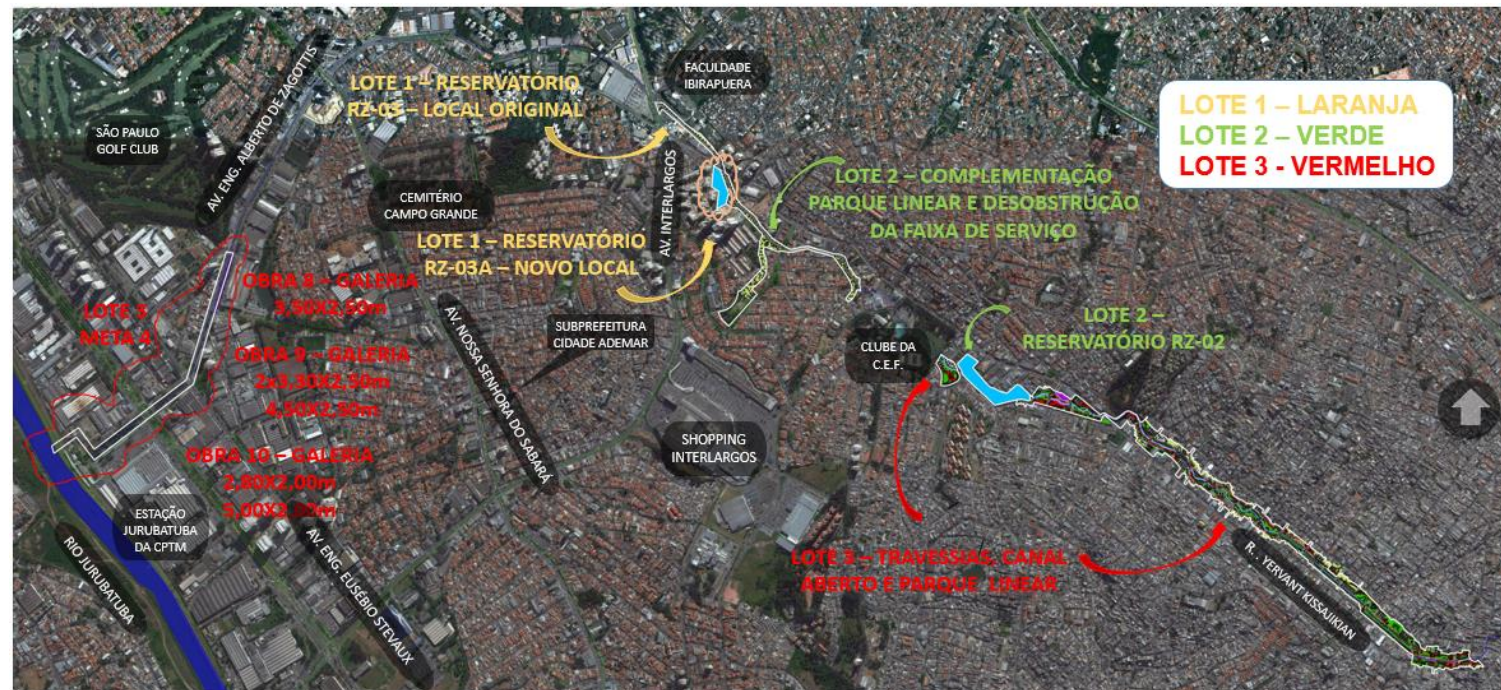 FACULDADE
IBIRAPUERA
LOTE 1 – RESERVATÓRIO
RZ-03 – LOCAL ORIGINAL
SÃO PAULO
GOLF CLUB
AV. ENG. ALBERTO DE ZAGOTTIS
LOTE 1 – LARANJA
LOTE 2 – VERDE
LOTE 3 - VERMELHO
CEMITÉRIO
CAMPO GRANDE
AV. INTERLARGOS
LOTE 2 – COMPLEMENTAÇÃO
PARQUE LINEAR E DESOBSTRUÇÃO
DA FAIXA DE SERVIÇO
LOTE 1 – RESERVATÓRIO
RZ-03A – NOVO LOCAL
OBRA 8 – GALERIA
3,50X2,50m
LOTE 3
META 4
OBRA 9 – GALERIA
2x3,30X2,50m
4,50X2,50m
AV. NOSSA SENHORA DO SABARÁ
SUBPREFEITURA
CIDADE ADEMAR
CLUBE DA
C.E.F.
LOTE 2 –
RESERVATÓRIO RZ-02
SHOPPING
INTERLARGOS
OBRA 10 – GALERIA
2,80X2,00m
5,00X2
ESTAÇÃO
JURUBATUBA
DA CPTM
RIO JURUBATUBA
AV. ENG. EUSÉBIO STEVAUX
LOTE 3 – TRAVESSIAS, CANAL
ABERTO E PARQUE LINEAR
R. . YERVANT KISSAJIKIAN